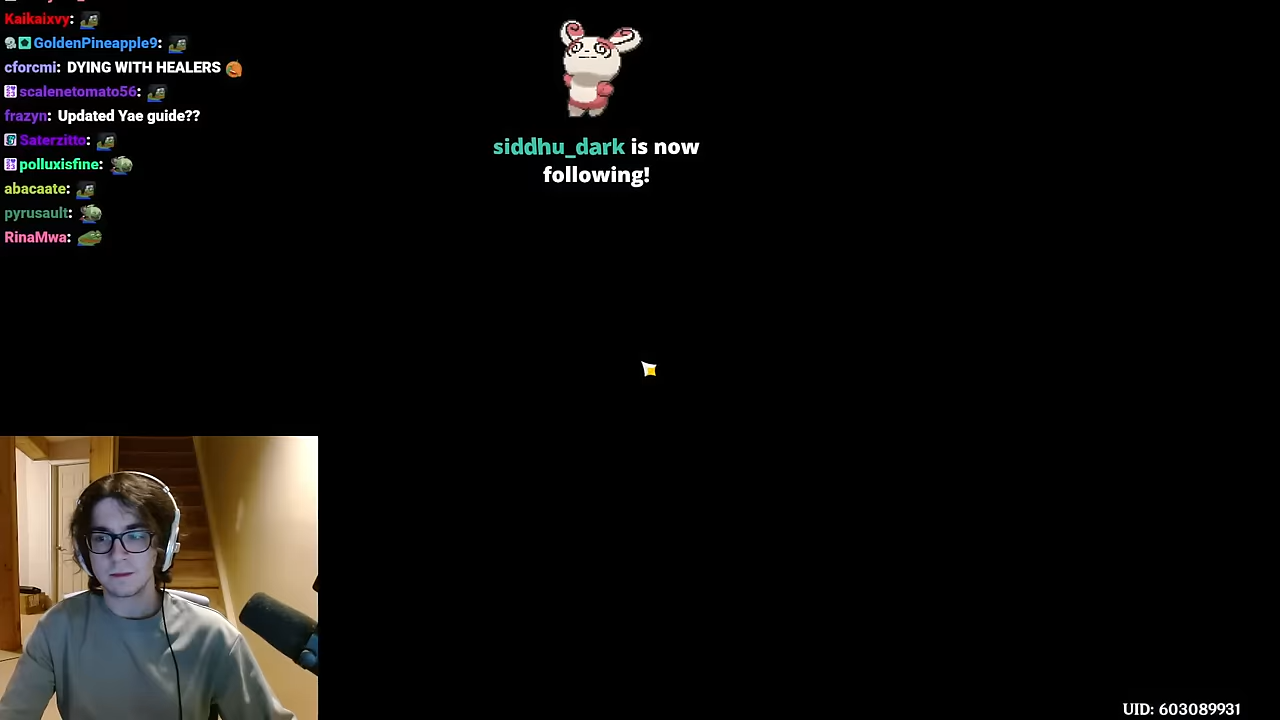 Kaikaixvy:
GoldenPineapple9:
cforcmi: DYING WITH HEALERS
scalenetomato56:
frazyn: Updated Yae guide??
Saterzitto:
polluxisfine:
abacaate:
pyrusault:
RinaMwa:
siddhu_dark is now
following!
UID: 603089931